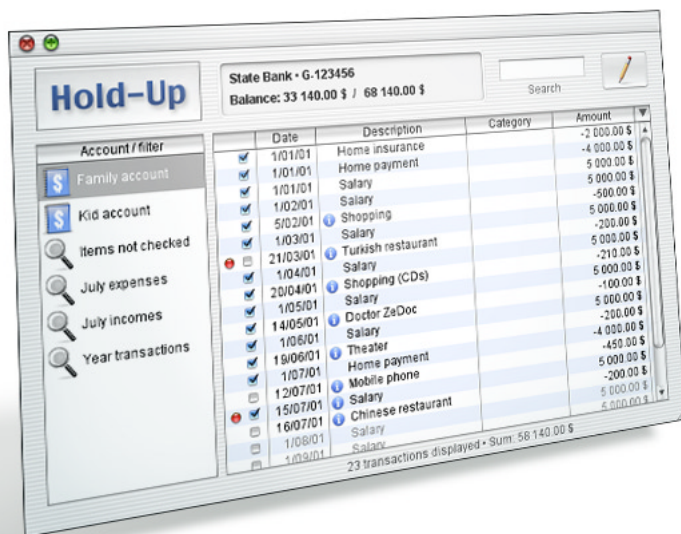 Hold-Up
State Bank • G-123456
Balance: 33 140.00 $ / 68 140.00 $
Search
Account / filter
Family account
Kid account
Items not checked
July expenses
July incomes
Year transactions
Date Description Category Amount
1/01/01 Home insurance -2 000.00 $
1/01/01 Home payment -4 000.00 $
1/01/01 Salary 5 000.00 $
1/02/01 Salary 5 000.00 $
5/02/01 Shopping -500.00 $
1/03/01 Salary 5 000.00 $
21/03/01 Turkish restaurant -200.00 $
1/04/01 Salary 5 000.00 $
20/04/01 Shopping (CDs) -210.00 $
1/05/01 Salary 5 000.00 $
14/05/01 Doctor ZeDoc -100.00 $
1/06/01 Salary 5 000.00 $
19/06/01 Theater -200.00 $
1/07/01 Home payment -4 000.00 $
12/07/01 Mobile phone -450.00 $
15/07/01 Salary 5 000.00 $
16/07/01 Chinese restaurant -200.00 $
1/08/01 Salary 5 000.00 $
1/09/01 Salary 5 000.00 $
23 transactions displayed • Sum: 58 140.00 $